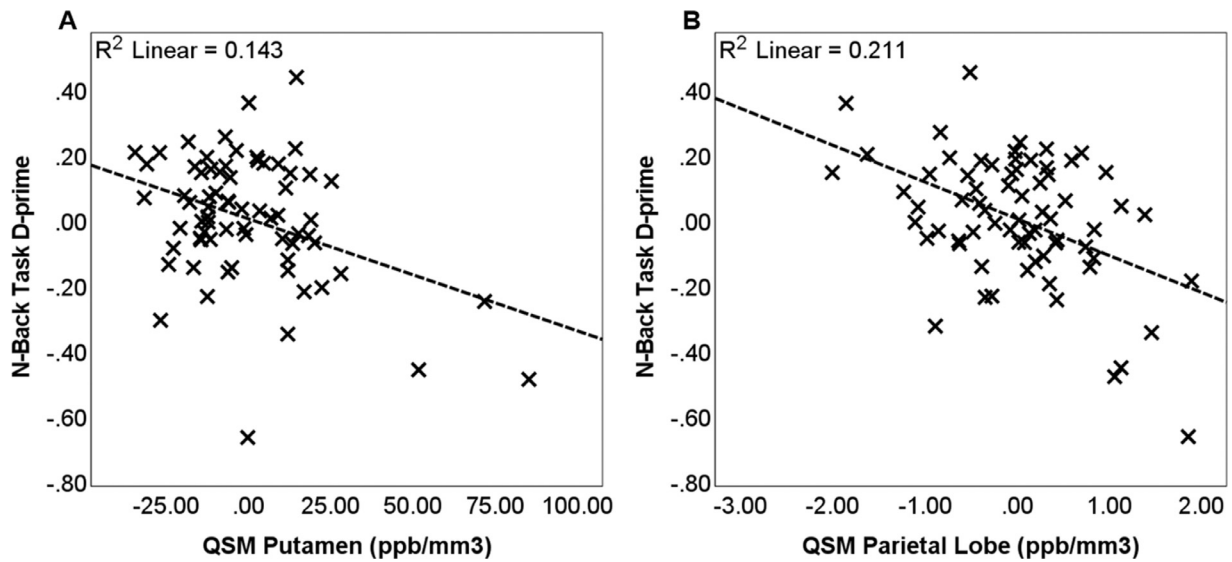 A
R² Linear = 0.143
N-Back Task D-prime
.40
.20
.00
-.20
-.40
-.60
-.80
-25.00 .00 25.00 50.00 75.00 100.00
QSM Putamen (ppb/mm3)
B
R² Linear = 0.211
N-Back Task D-prime
.40
.20
.00
-.20
-.40
-.60
-.80
-3.00 -2.00 -1.00 .00 1.00 2.00
QSM Parietal Lobe (ppb/mm3)